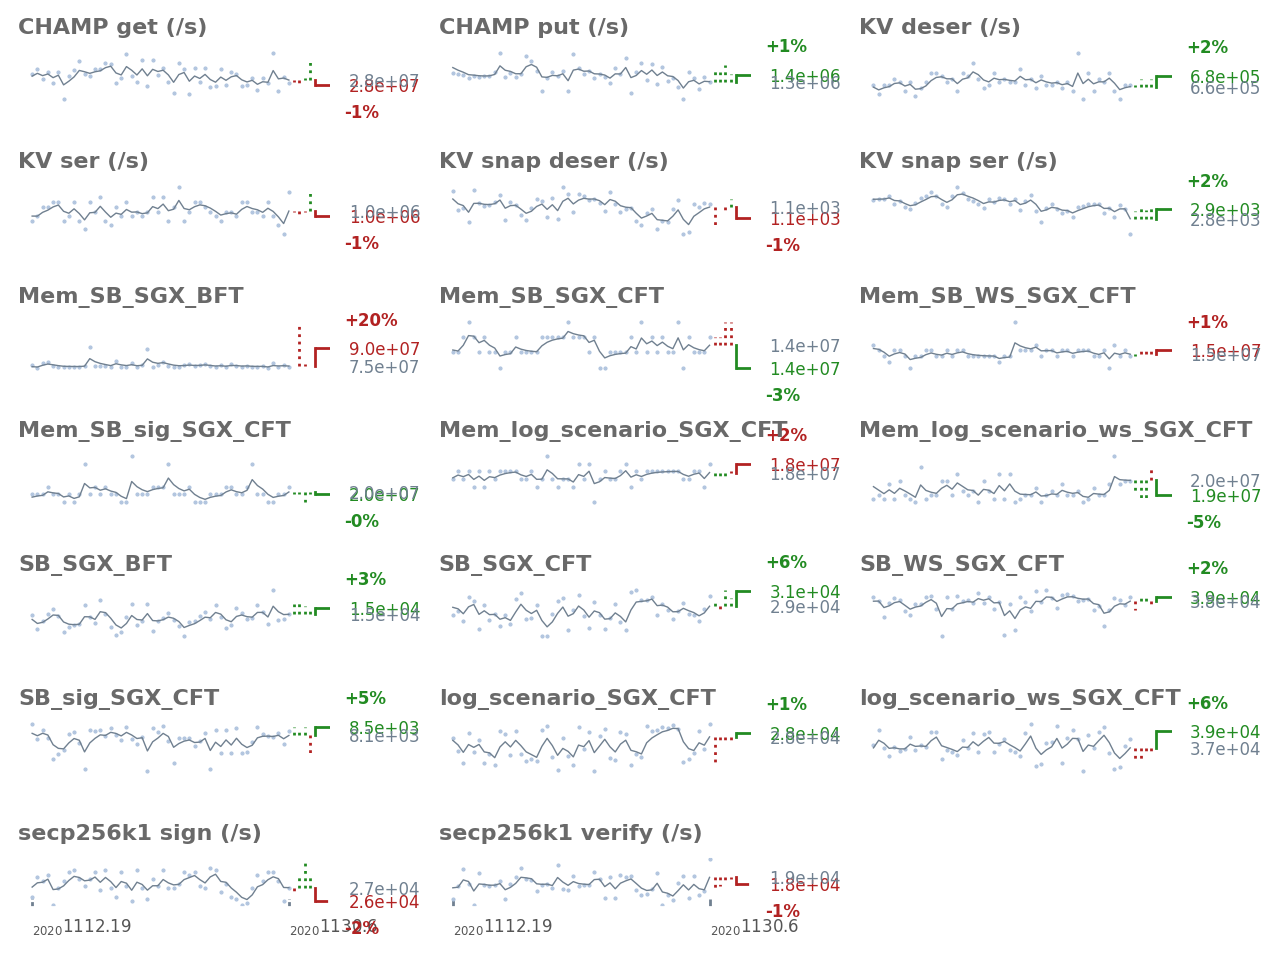 CHAMP get (/s)
2.8e+07
2.8e+07
-1%
CHAMP put (/s)
+1%
1.4e+06
1.3e+06
KV deser (/s)
+2%
6.8e+05
6.6e+05
KV ser (/s)
1.0e+06
1.0e+06
-1%
KV snap deser (/s)
1.1e+03
1.1e+03
-1%
KV snap ser (/s)
+2%
2.9e+03
2.8e+03
Mem_SB_SGX_BFT
+20%
9.0e+07
7.5e+07
Mem_SB_SGX_CFT
1.4e+07
1.4e+07
-3%
Mem_SB_WS_SGX_CFT
+1%
1.5e+07
1.5e+07
Mem_SB_sig_SGX_CFT
2.0e+07
2.0e+07
-0%
Mem_log_scenario_SGX_CFT
+2%
1.8e+07
1.8e+07
Mem_log_scenario_ws_SGX_CFT
2.0e+07
1.9e+07
-5%
SB_SGX_BFT
+3%
1.5e+04
1.5e+04
SB_SGX_CFT
+6%
3.1e+04
2.9e+04
SB_WS_SGX_CFT
+2%
3.9e+04
3.8e+04
SB_sig_SGX_CFT
+5%
8.5e+03
8.1e+03
log_scenario_SGX_CFT
+1%
2.8e+04
2.8e+04
log_scenario_ws_SGX_CFT
+6%
3.9e+04
3.7e+04
secp256k1 sign (/s)
2.7e+04
2.6e+04
-2%
20201112.19
20201130.6
secp256k1 verify (/s)
1.9e+04
1.8e+04
-1%
20201112.19
20201130.6